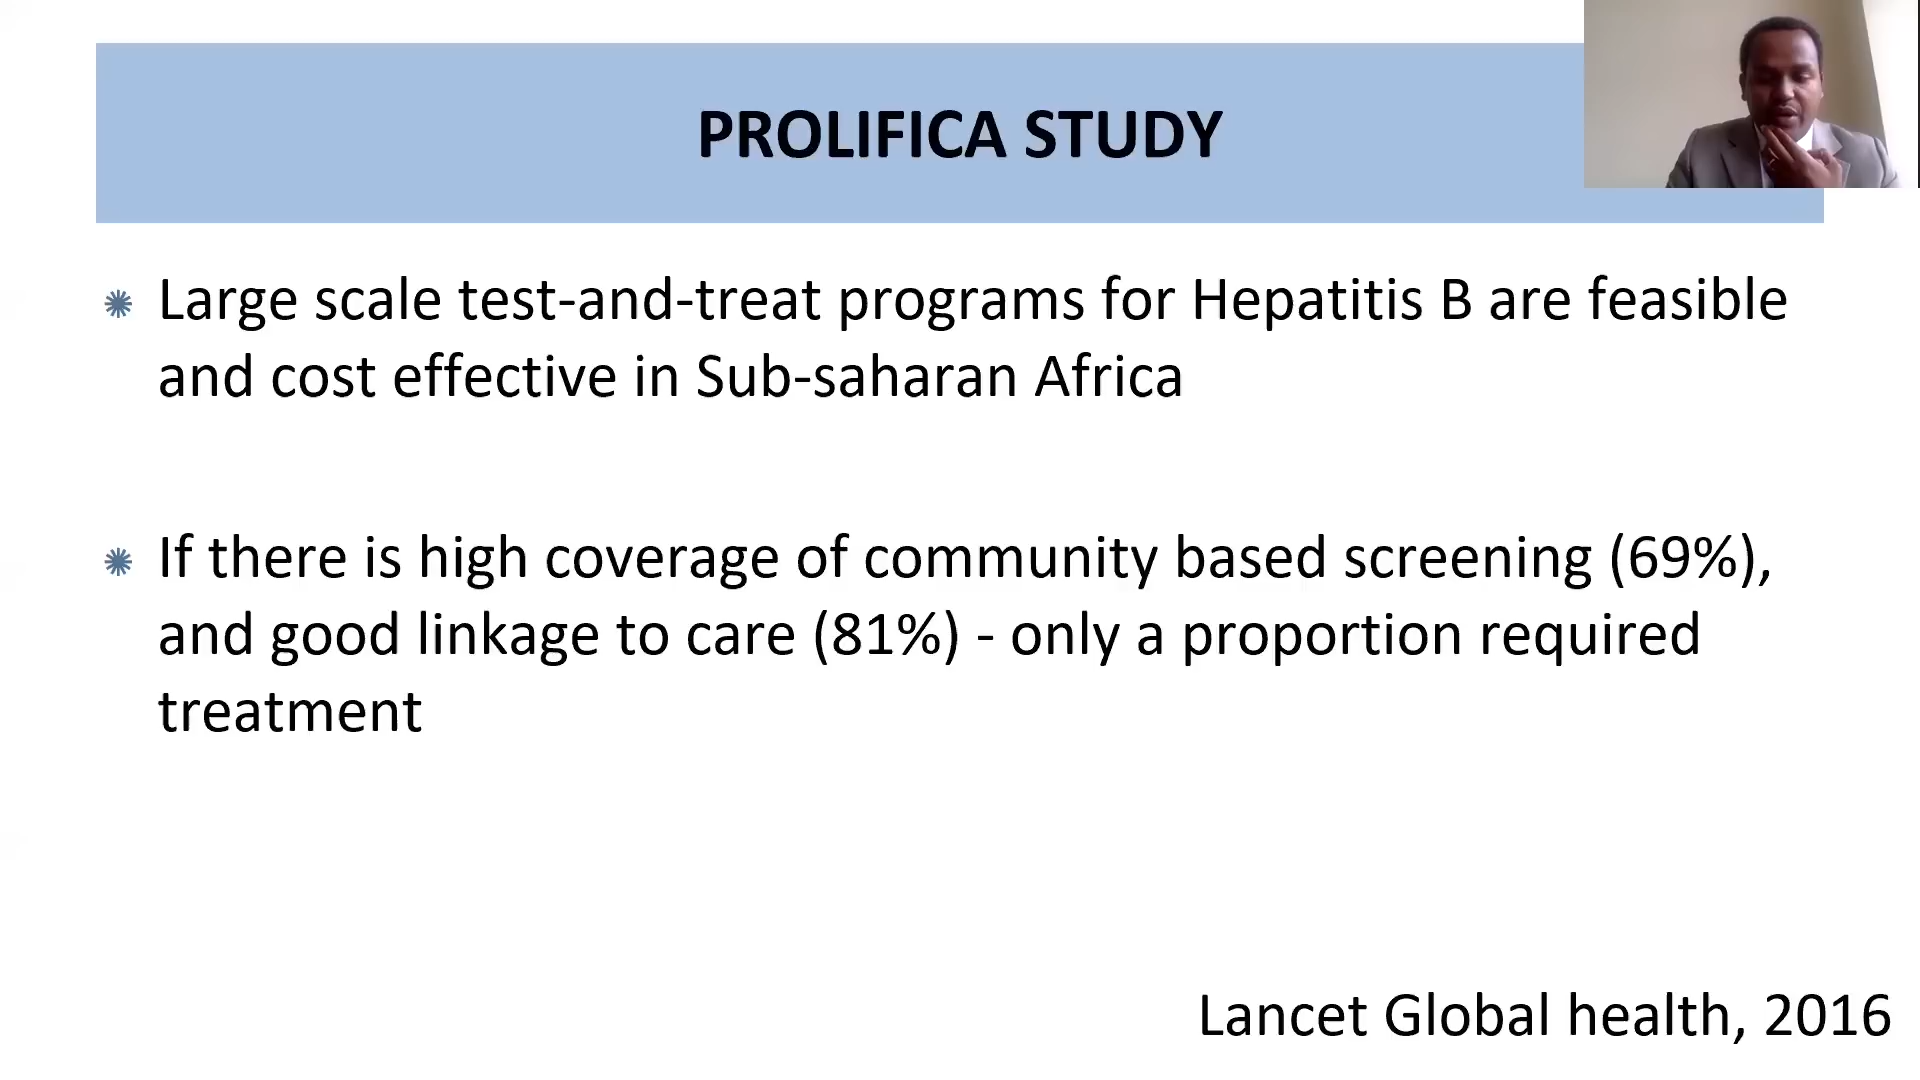 PROLIFICA STUDY
Large scale test-and-treat programs for Hepatitis B are feasible
and cost effective in Sub-saharan Africa
If there is high coverage of community based screening (69%),
and good linkage to care (81%) - only a proportion required
treatment
Lancet Global health, 2016